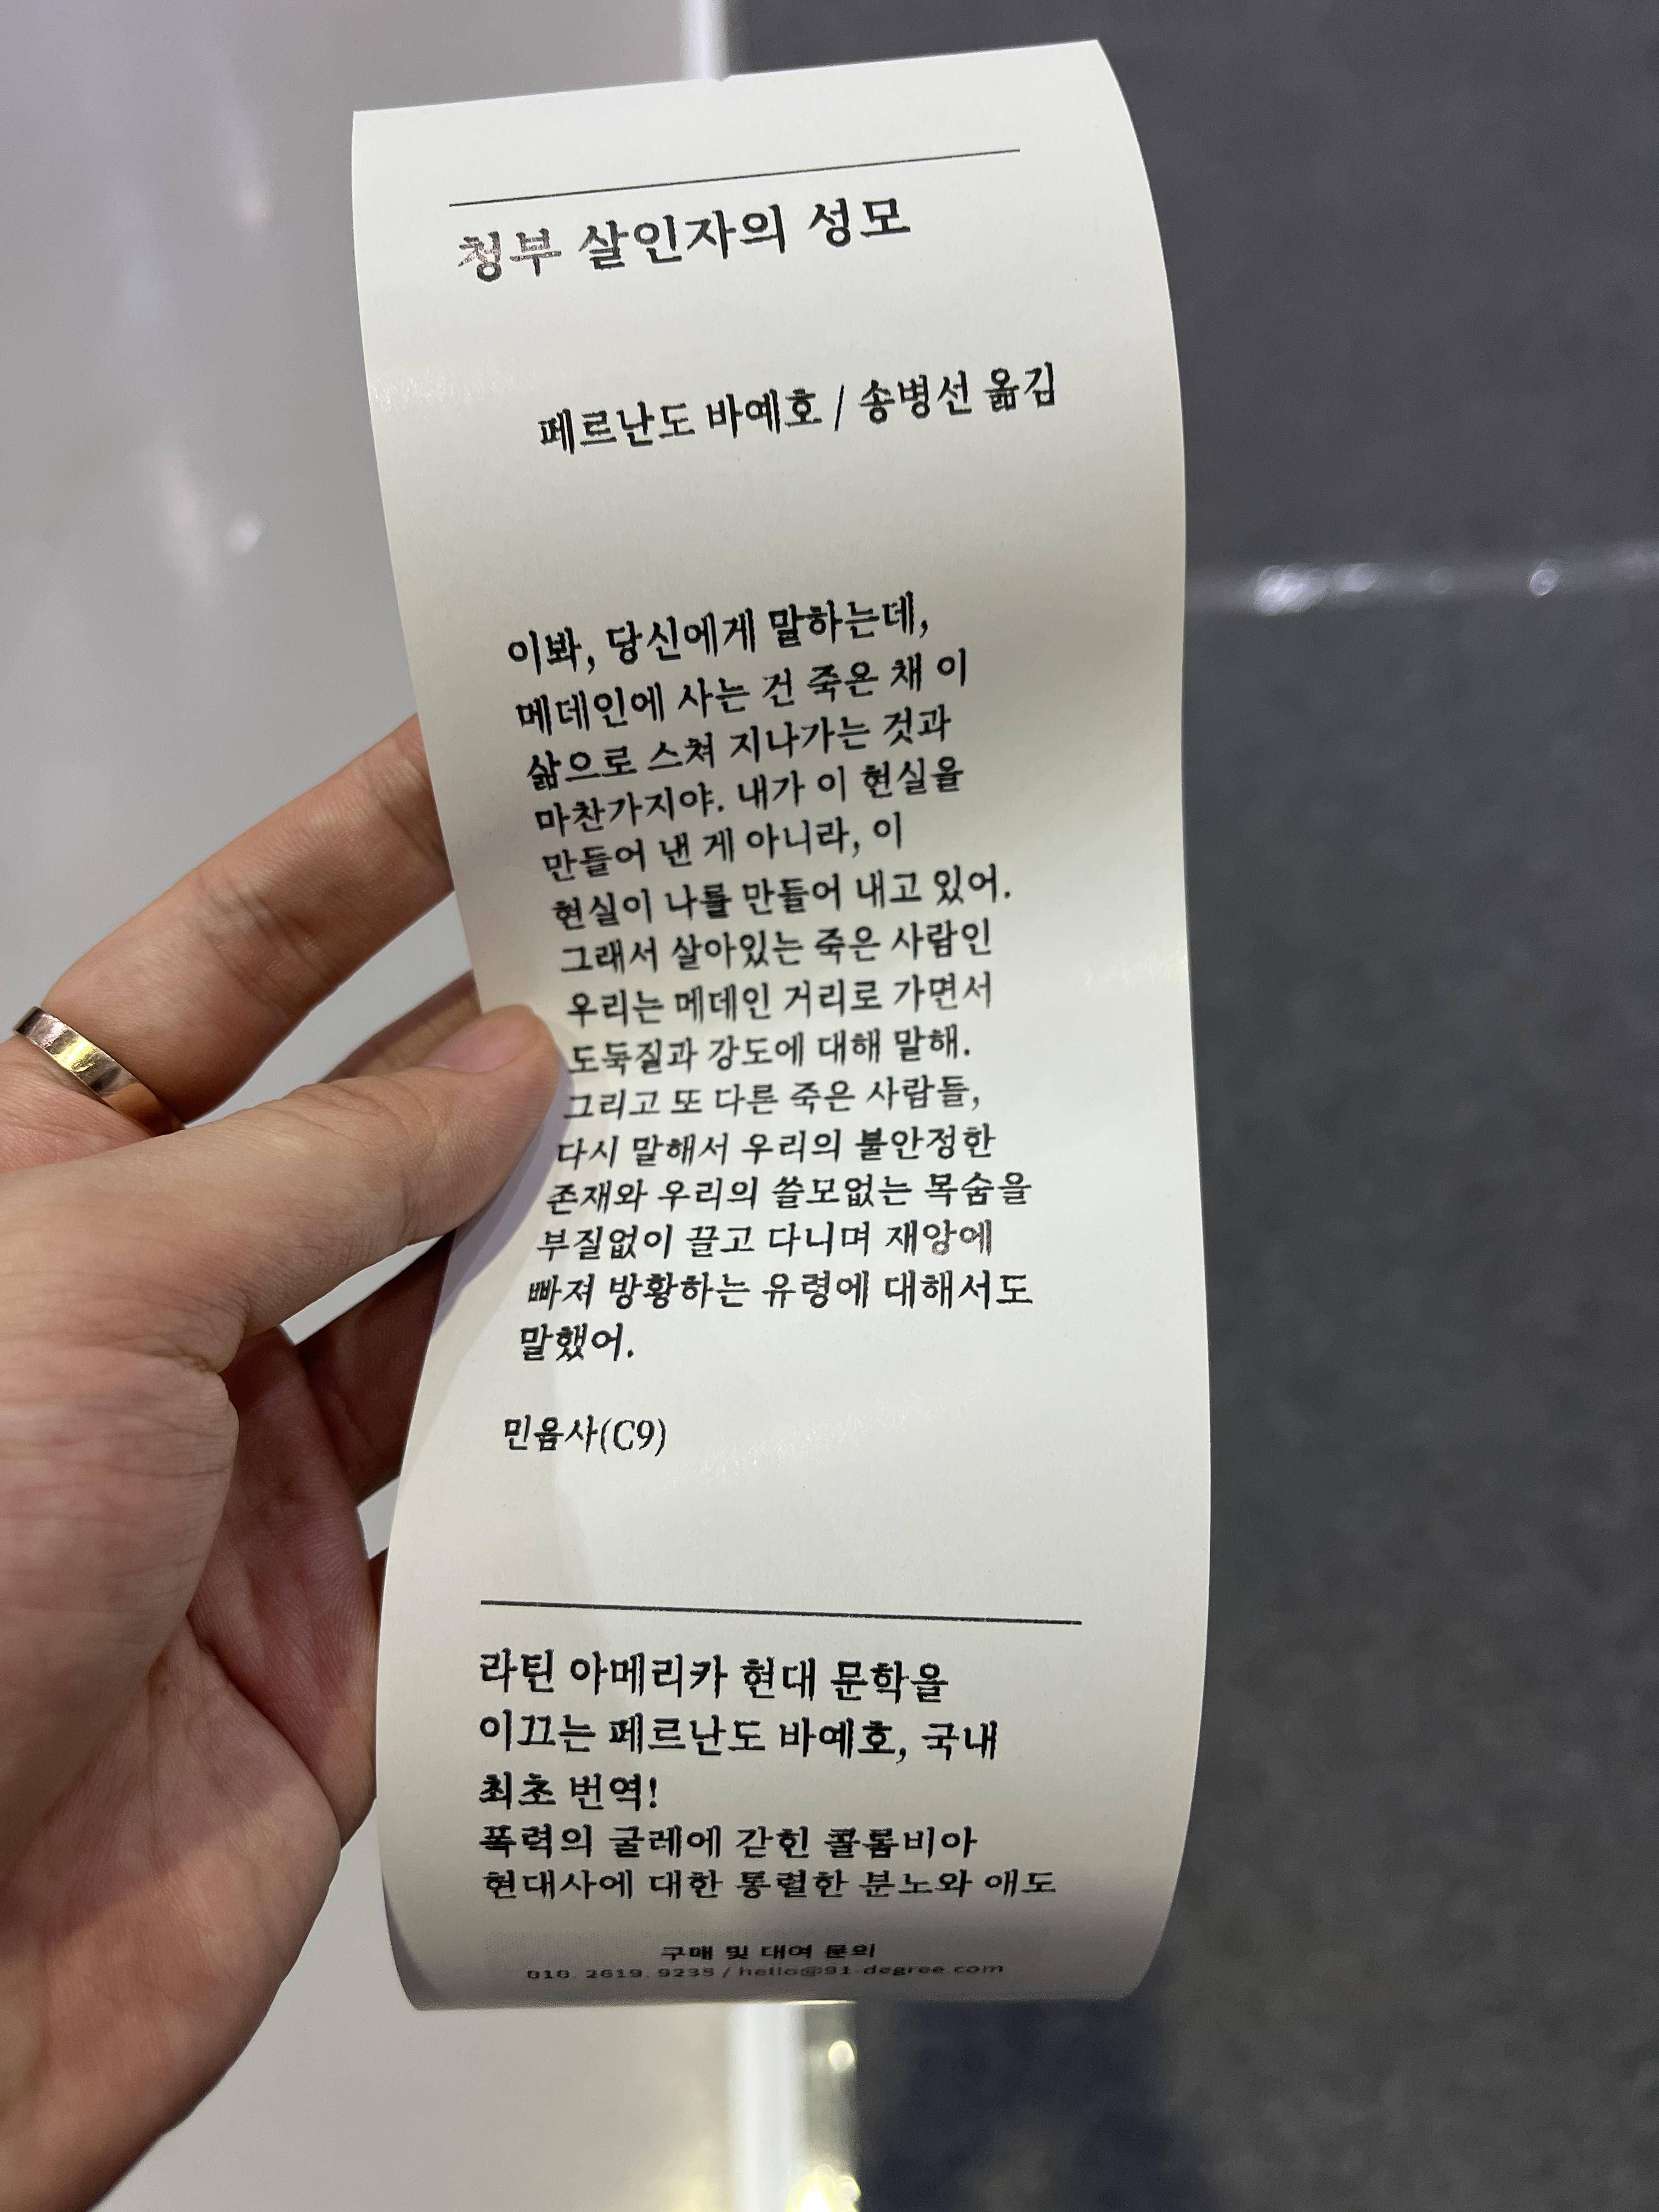 청부 살인자의 성모
페르난도 바예호 / 송병선 옮김
이봐, 당신에게 말하는데,
메데인에 사는 건 죽은 채 이
삶으로 스쳐 지나가는 것과
마찬가지야. 내가 이 현실을
만들어 낸 게 아니라, 이
현실이 나를 만들어 내고 있어.
그래서 살아있는 죽은 사람인
우리는 메데인 거리로 가면서
도둑질과 강도에 대해 말해.
그리고 또 다른 죽은 사람들,
다시 말해서 우리의 불안정한
존재와 우리의 쓸모없는 목숨을
부질없이 끌고 다니며 재앙에
빠져 방황하는 유령에 대해서도
말했어.
민음사(C9)
라틴 아메리카 현대 문학을
이끄는 페르난도 바예호, 국내
최초 번역!
폭력의 굴레에 갇힌 콜롬비아
현대사에 대한 통렬한 분노와 애도
구매 및 대여 문의
010. 2619. 9235 / hello@91-degree.com